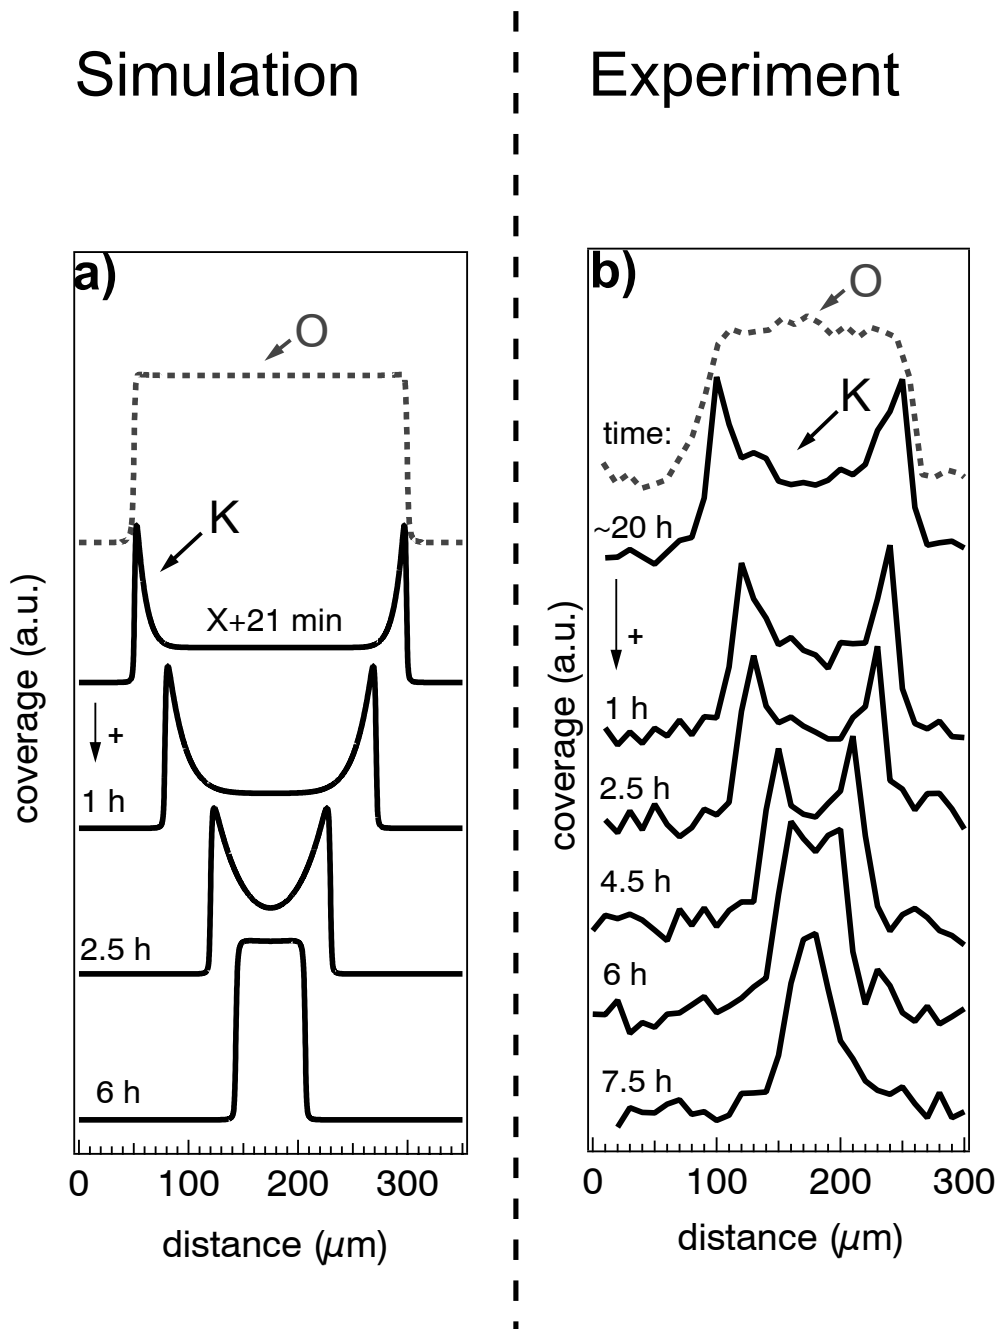 Simulation
a)
O
K
X+21 min
+
1 h
2.5 h
6 h
coverage (a.u.)
0 100 200 300
distance (μm)
Experiment
b)
O
K
time:
~20 h
+
1 h
2.5 h
4.5 h
6 h
7.5 h
coverage (a.u.)
0 100 200 300
distance (μm)